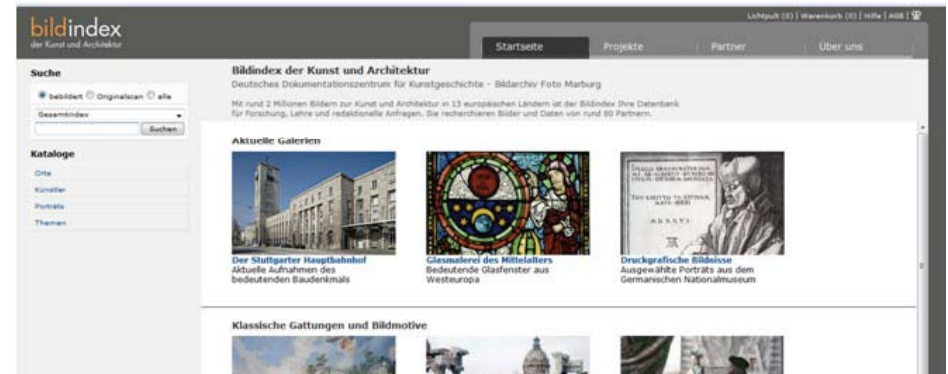 Lichtpult (0) | Warenkorb (0) | Hilfe | AGB |
bildindex
der Kunst und Architektur
Startseite
Projekte
Partner
Über uns
Suche
bebildert Originalscan alle
Gesamtindex
Suchen
Kataloge
Orte
Künstler
Porträts
Themen
Bildindex der Kunst und Architektur
Deutsches Dokumentationszentrum für Kunstgeschichte - Bildarchiv Foto Marburg
Mit rund 2 Millionen Bildern zur Kunst und Architektur in 13 europäischen Ländern ist der Bildindex Ihre Datenbank
für Forschung, Lehre und redaktionelle Anfragen. Sie recherchieren Bilder und Daten von rund 80 Partnern.
Aktuelle Galerien
Der Stuttgarter Hauptbahnhof
Aktuelle Aufnahmen des
bedeutenden Baudenkmals
Glasmalerei des Mittelalters
Bedeutende Glasfenster aus
Westeuropa
Druckgrafische Bildnisse
Ausgewählte Porträts aus dem
Germanischen Nationalmuseum
Klassische Gattungen und Bildmotive